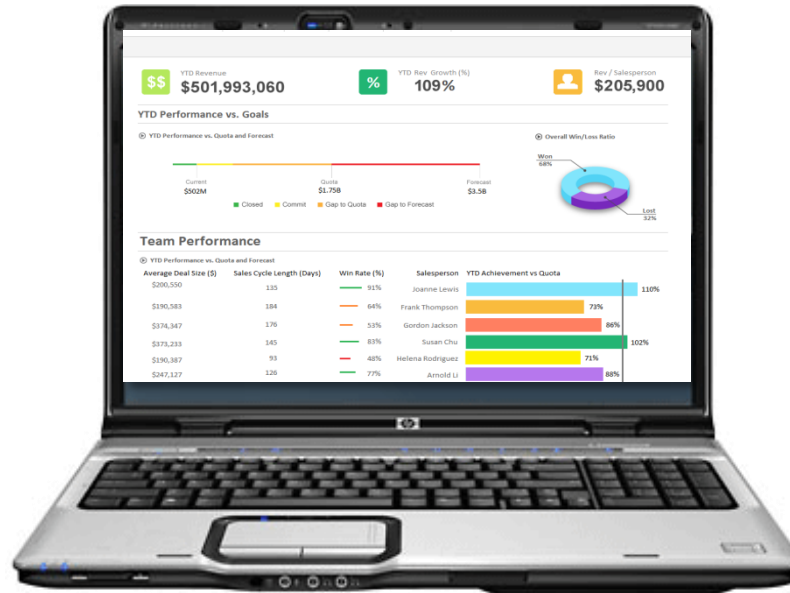 YTD Revenue
$$ $501,993,060
YTD Rev Growth (%)
% 109%
Rev / Salesperson
$205,900
YTD Performance vs. Goals
YTD Performance vs. Quota and Forecast
Overall Win/Loss Ratio
Won
68%
Current
$502M
Quota
$1.75B
Forecast
$3.5B
Closed Commit Gap to Quota Gap to Forecast
Lost
32%
Team Performance
YTD Performance vs. Quota and Forecast
Average Deal Size ($) Sales Cycle Length (Days) Win Rate (%) Salesperson YTD Achievement vs Quota
$200,550 135 91% Joanne Lewis 110%
$190,583 184 64% Frank Thompson 73%
$374,347 176 53% Gordon Jackson 86%
$373,233 145 83% Susan Chu 102%
$190,387 93 48% Helena Rodriguez 71%
$247,127 126 77% Arnold Li 88%
hp